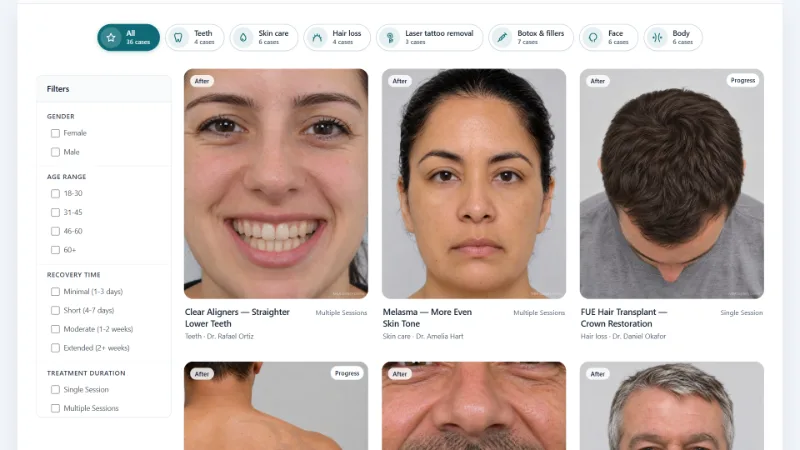 All
36 cases
Teeth
4 cases
Skin care
6 cases
Hair loss
4 cases
Laser tattoo removal
3 cases
Botox & fillers
7 cases
Face
6 cases
Body
6 cases
Filters
GENDER
Female
Male
AGE RANGE
18-30
31-45
46-60
60+
RECOVERY TIME
Minimal (1-3 days)
Short (4-7 days)
Moderate (1-2 weeks)
Extended (2+ weeks)
TREATMENT DURATION
Single Session
Multiple Sessions
After
After
After
Progress
Clear Aligners — Straighter
Lower Teeth
Multiple Sessions
Teeth · Dr. Rafael Ortiz
Melasma — More Even
Skin Tone
Multiple Sessions
Skin care · Dr. Amelia Hart
FUE Hair Transplant —
Crown Restoration
Single Session
Hair loss · Dr. Daniel Okafor
After
Progress
After
After